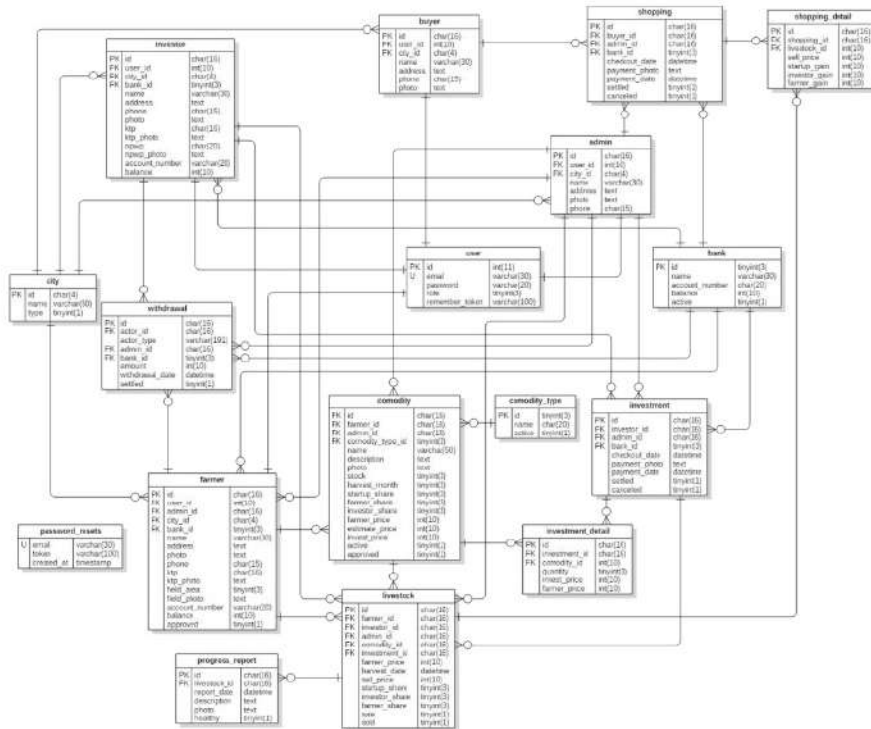 investor
PK id char(16)
FK user_id int(10)
FK city_id char(4)
FK bank_id tinyint(3)
name varchar(30)
address text
phone char(15)
photo text
ktp char(16)
ktp_photo text
npwp char(20)
npwp_photo text
account_number varchar(20)
balance int(10)
buyer
PK id char(16)
FK user_id int(10)
FK city_id char(4)
name varchar(30)
address text
phone char(15)
photo text
shopping
PK id char(16)
FK buyer_id char(16)
FK admin_id char(16)
FK bank_id tinyint(3)
checkout_date datetime
payment_photo text
payment_date datetime
settled tinyint(1)
canceled tinyint(1)
shopping_detail
PK id char(16)
FK shopping_id char(16)
FK livestock_id int(10)
sell_price int(10)
startup_gain int(10)
investor_gain int(10)
farmer_gain int(10)
admin
PK id char(16)
FK user_id int(10)
FK city_id char(4)
name varchar(30)
address text
photo text
phone char(15)
city
PK id char(4)
name varchar(50)
type tinyint(1)
user
PK id int(11)
U email varchar(30)
password varchar(20)
role tinyint(3)
remember_token varchar(100)
bank
PK id tinyint(3)
name varchar(30)
account_number char(20)
balance int(10)
active tinyint(1)
withdrawal
PK id char(16)
FK actor_id char(16)
actor_type varchar(191)
FK admin_id char(16)
FK bank_id tinyint(3)
amount int(10)
withdrawal_date datetime
settled tinyint(1)
comodity
PK id char(16)
FK farmer_id char(16)
FK admin_id char(16)
FK comodity_type_id tinyint(3)
name varchar(50)
description text
photo text
stock tinyint(3)
harvest_month tinyint(3)
startup_share tinyint(3)
farmer_share tinyint(3)
investor_share tinyint(3)
farmer_price int(10)
estimate_price int(10)
invest_price int(10)
active tinyint(1)
approved tinyint(1)
comodity_type
PK id tinyint(3)
name char(20)
active tinyint(1)
investment
PK id char(16)
FK investor_id char(16)
FK admin_id char(16)
FK bank_id tinyint(3)
checkout_date datetime
payment_photo text
payment_date datetime
settled tinyint(1)
canceled tinyint(1)
farmer
PK id char(16)
FK user_id int(10)
FK admin_id char(16)
FK city_id char(4)
FK bank_id tinyint(3)
name varchar(30)
address text
photo text
phone char(15)
ktp char(16)
ktp_photo text
field_area tinyint(3)
field_photo text
account_number varchar(20)
balance int(10)
approved tinyint(1)
password_resets
U email varchar(30)
token varchar(100)
created_at timestamp
investment_detail
PK id char(16)
FK investment_id char(16)
FK comodity_id int(10)
quantity tinyint(3)
invest_price int(10)
farmer_price int(10)
livestock
PK id char(16)
FK farmer_id char(16)
FK investor_id char(16)
FK admin_id char(16)
FK comodity_id char(16)
FK investment_id char(16)
farmer_price int(10)
harvest_date datetime
sell_price int(10)
startup_share tinyint(3)
investor_share tinyint(3)
farmer_share tinyint(3)
tinyint(1)
sold tinyint(1)
progress_report
PK id char(16)
FK livestock_id char(16)
report_date datetime
description text
photo text
healthy tinyint(1)